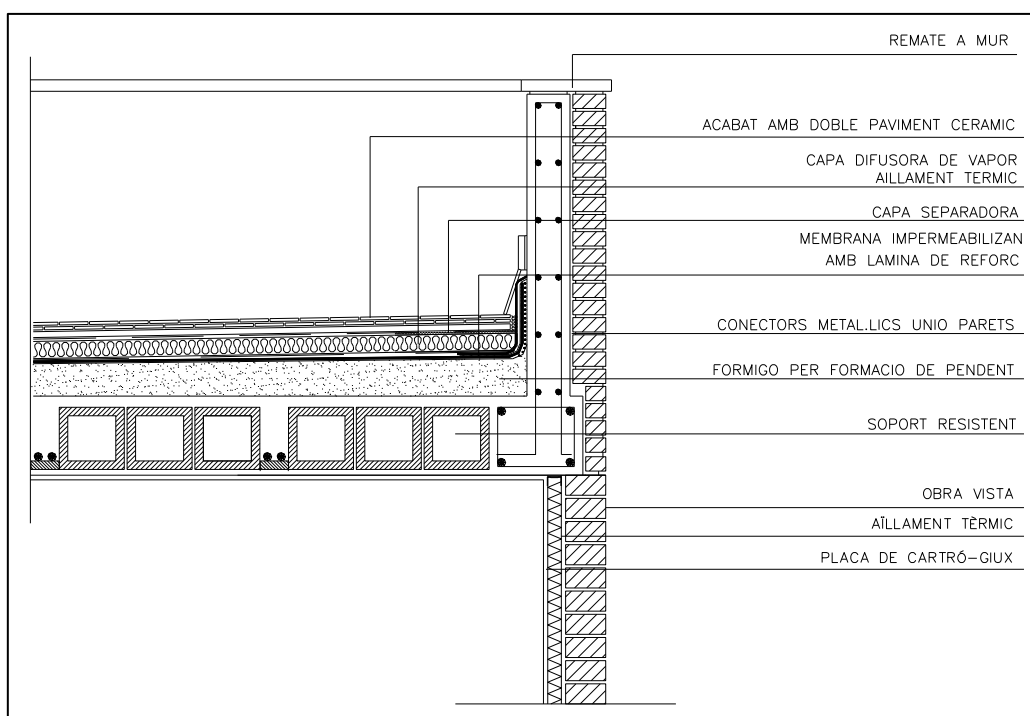 REMATE A MUR
ACABAT AMB DOBLE PAVIMENT CERAMIC
CAPA DIFUSORA DE VAPOR
AILLAMENT TERMIC
CAPA SEPARADORA
MEMBRANA IMPERMEABILIZAN
AMB LAMINA DE REFORC
CONECTORS METAL.LICS UNIO PARETS
FORMIGO PER FORMACIO DE PENDENT
SOPORT RESISTENT
OBRA VISTA
AÏLLAMENT TÈRMIC
PLACA DE CARTRÓ-GIUX